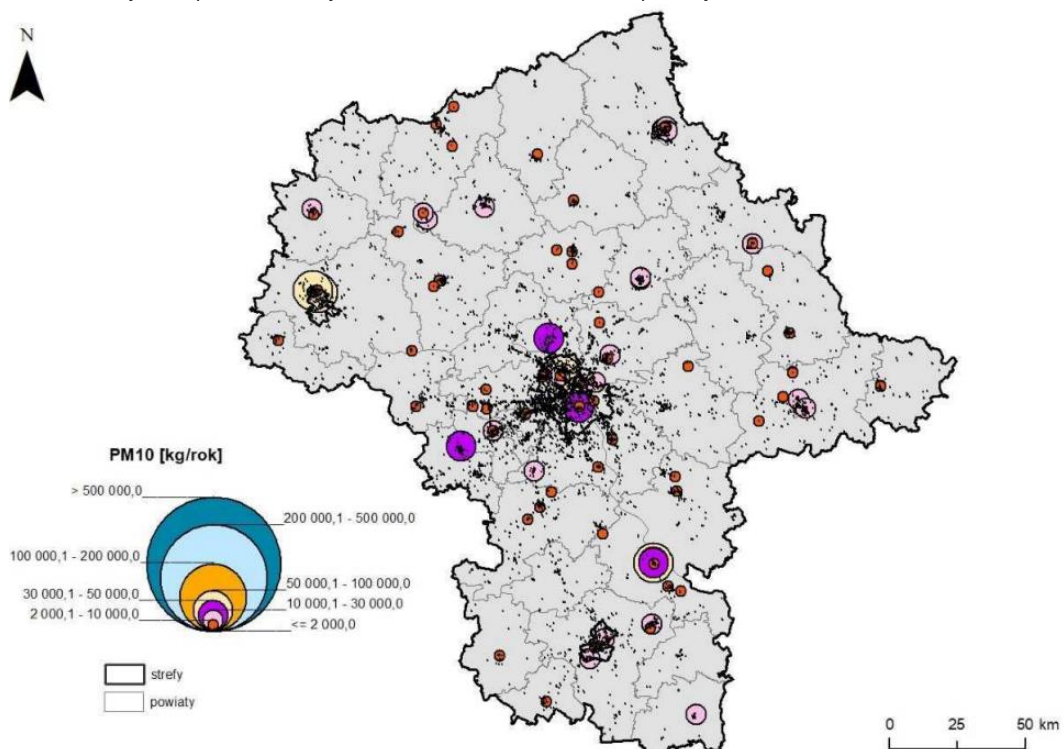 N
PM10 [kg/rok]
> 500 000,0
200 000,1 - 500 000,0
100 000,1 - 200 000,0
50 000,1 - 100 000,0
30 000,1 - 50 000,0
10 000,1 - 30 000,0
2 000,1 - 10 000,0
<= 2 000,0
strefy
powiaty
0 25 50 km